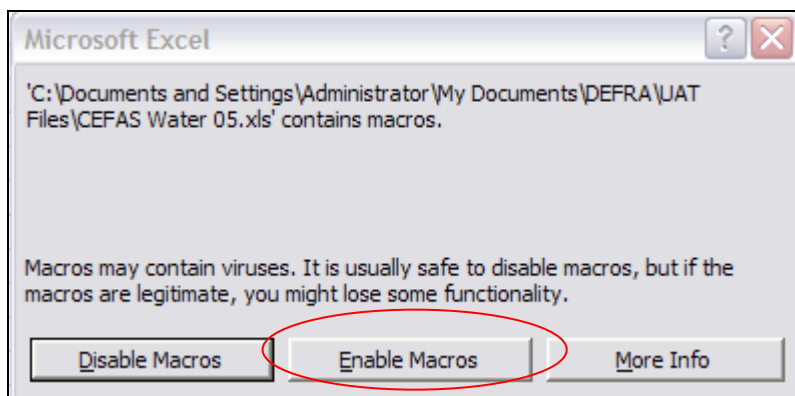 Microsoft Excel
?
'C:\Documents and Settings\Administrator\My Documents\DEFRA\UAT
Files\CEFAS Water 05.xls' contains macros.
Macros may contain viruses. It is usually safe to disable macros, but if the
macros are legitimate, you might lose some functionality.
Disable Macros Enable Macros More Info